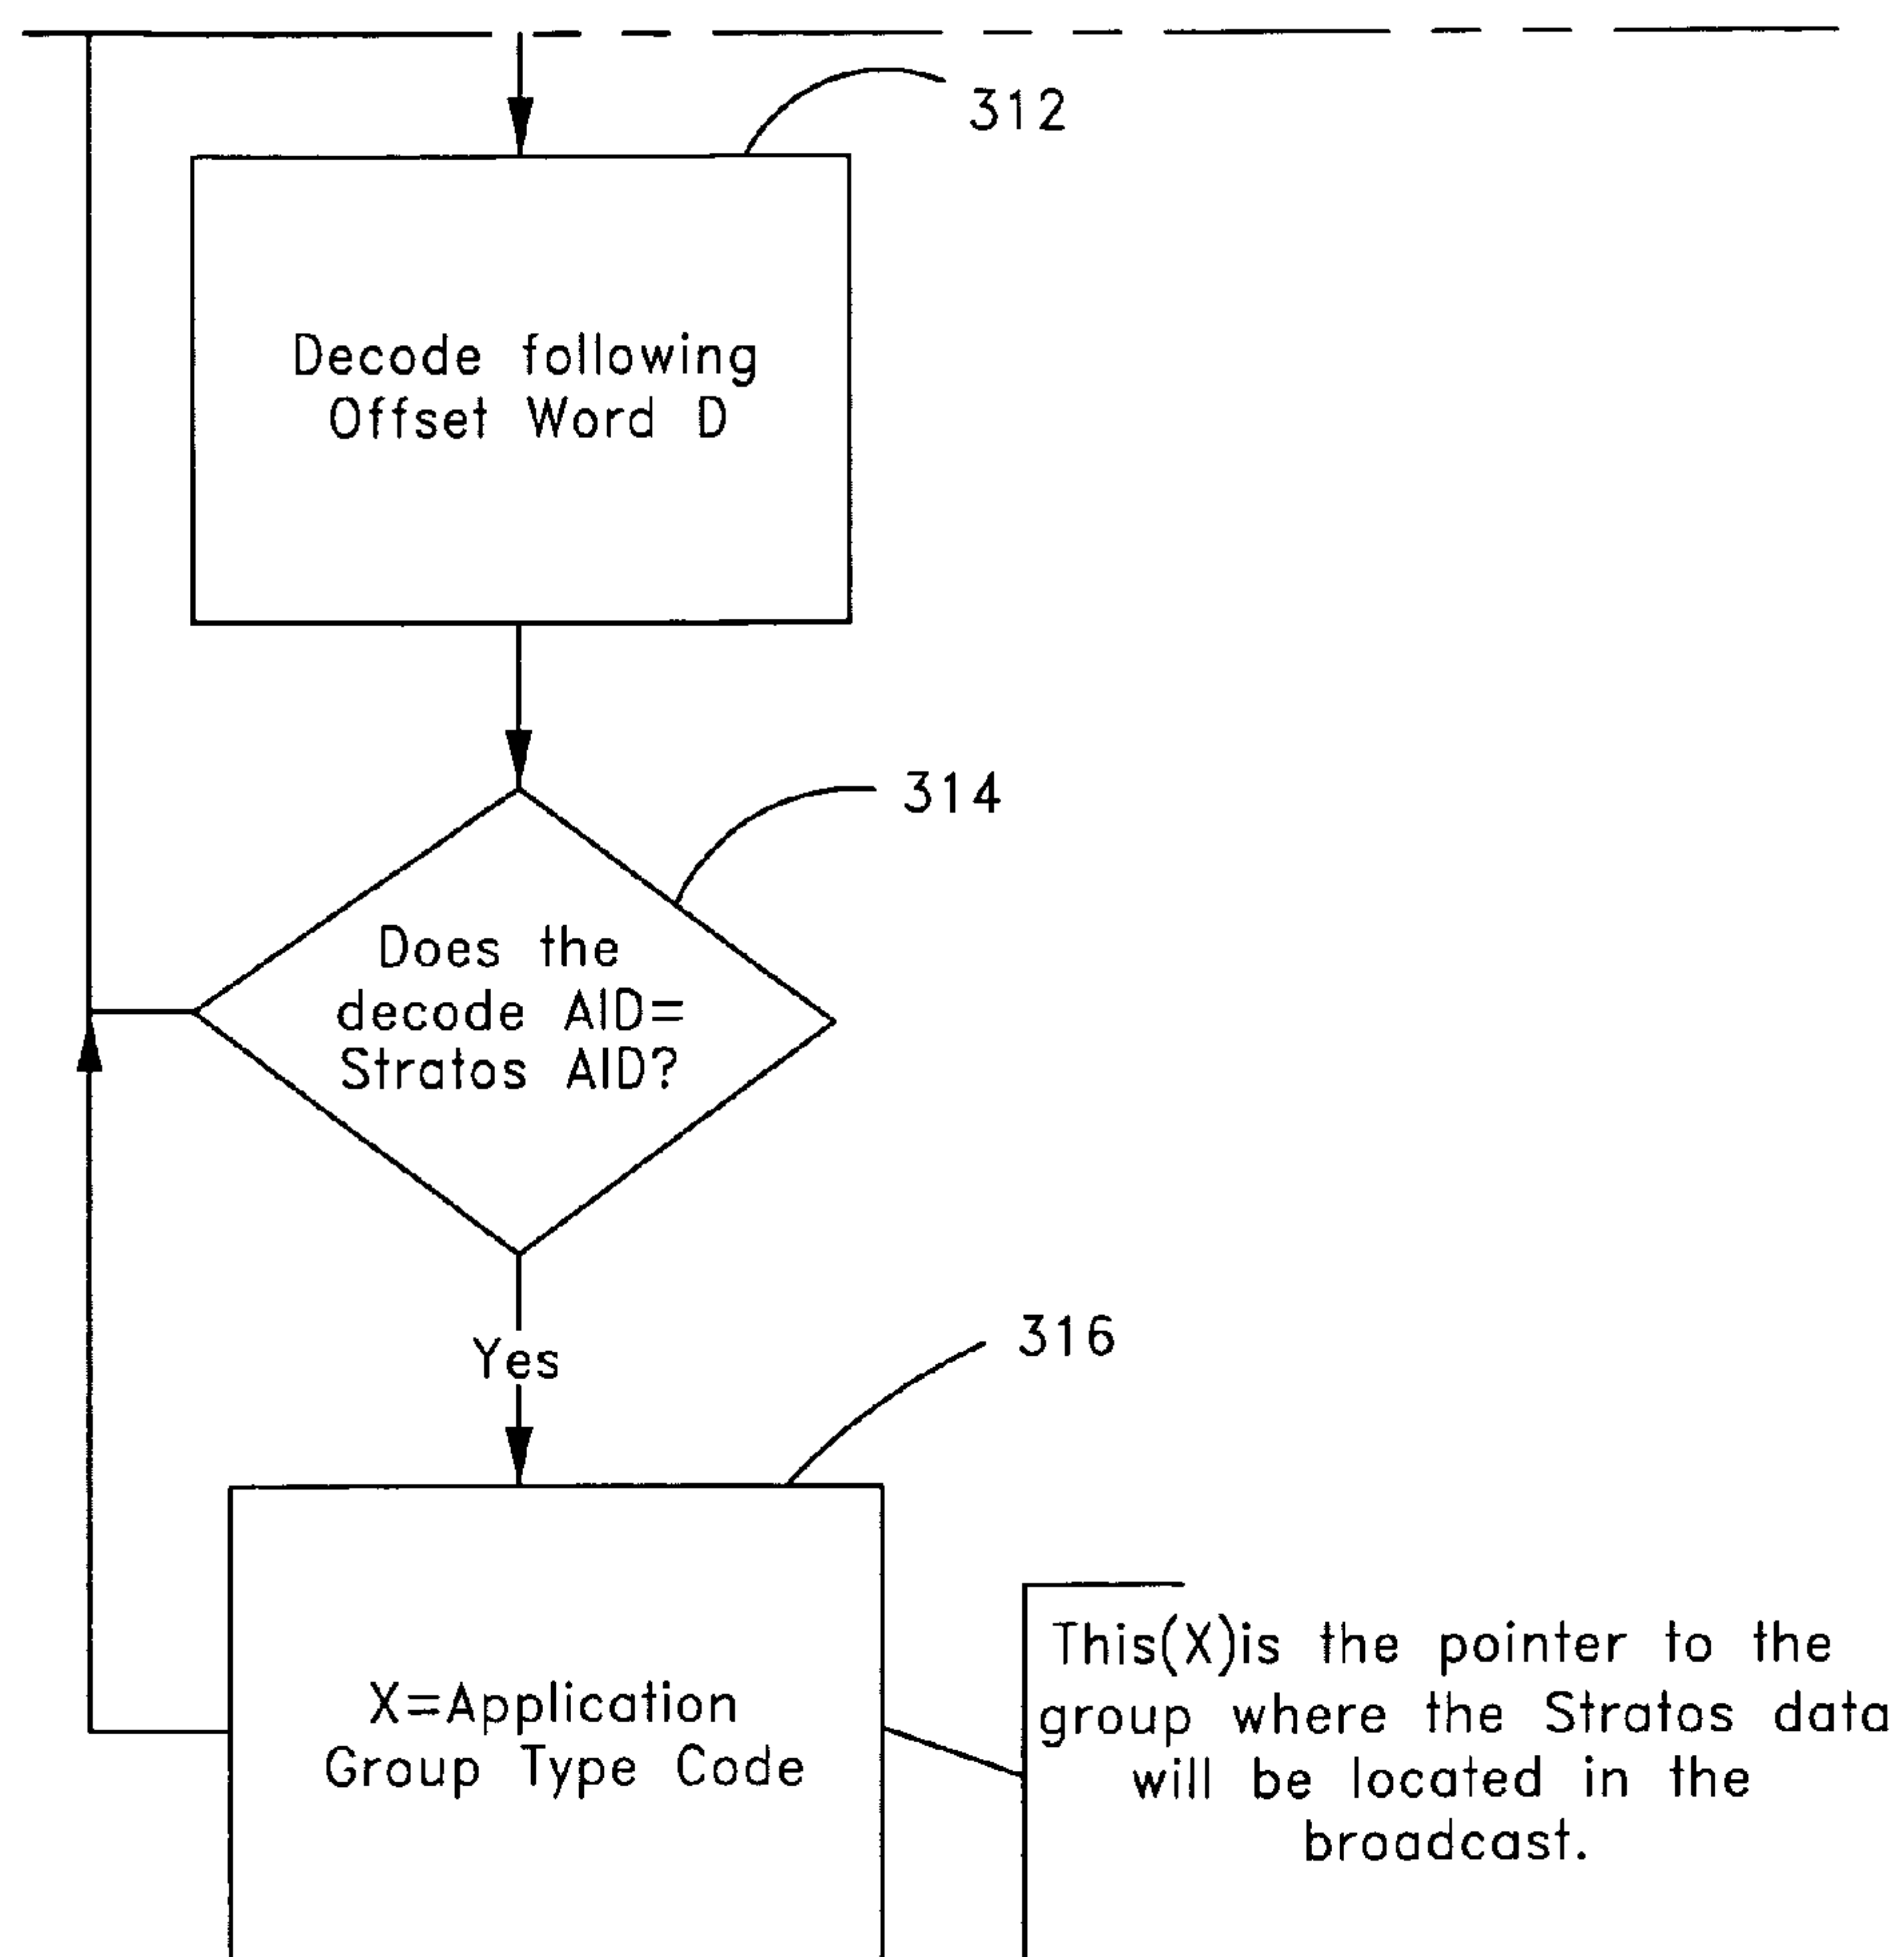 312
Decode following
Offset Word D
314
Does the
decode AID=
Stratos AID?
Yes
316
X=Application
Group Type Code
This(X)is the pointer to the
group where the Stratos data
will be located in the
broadcast.